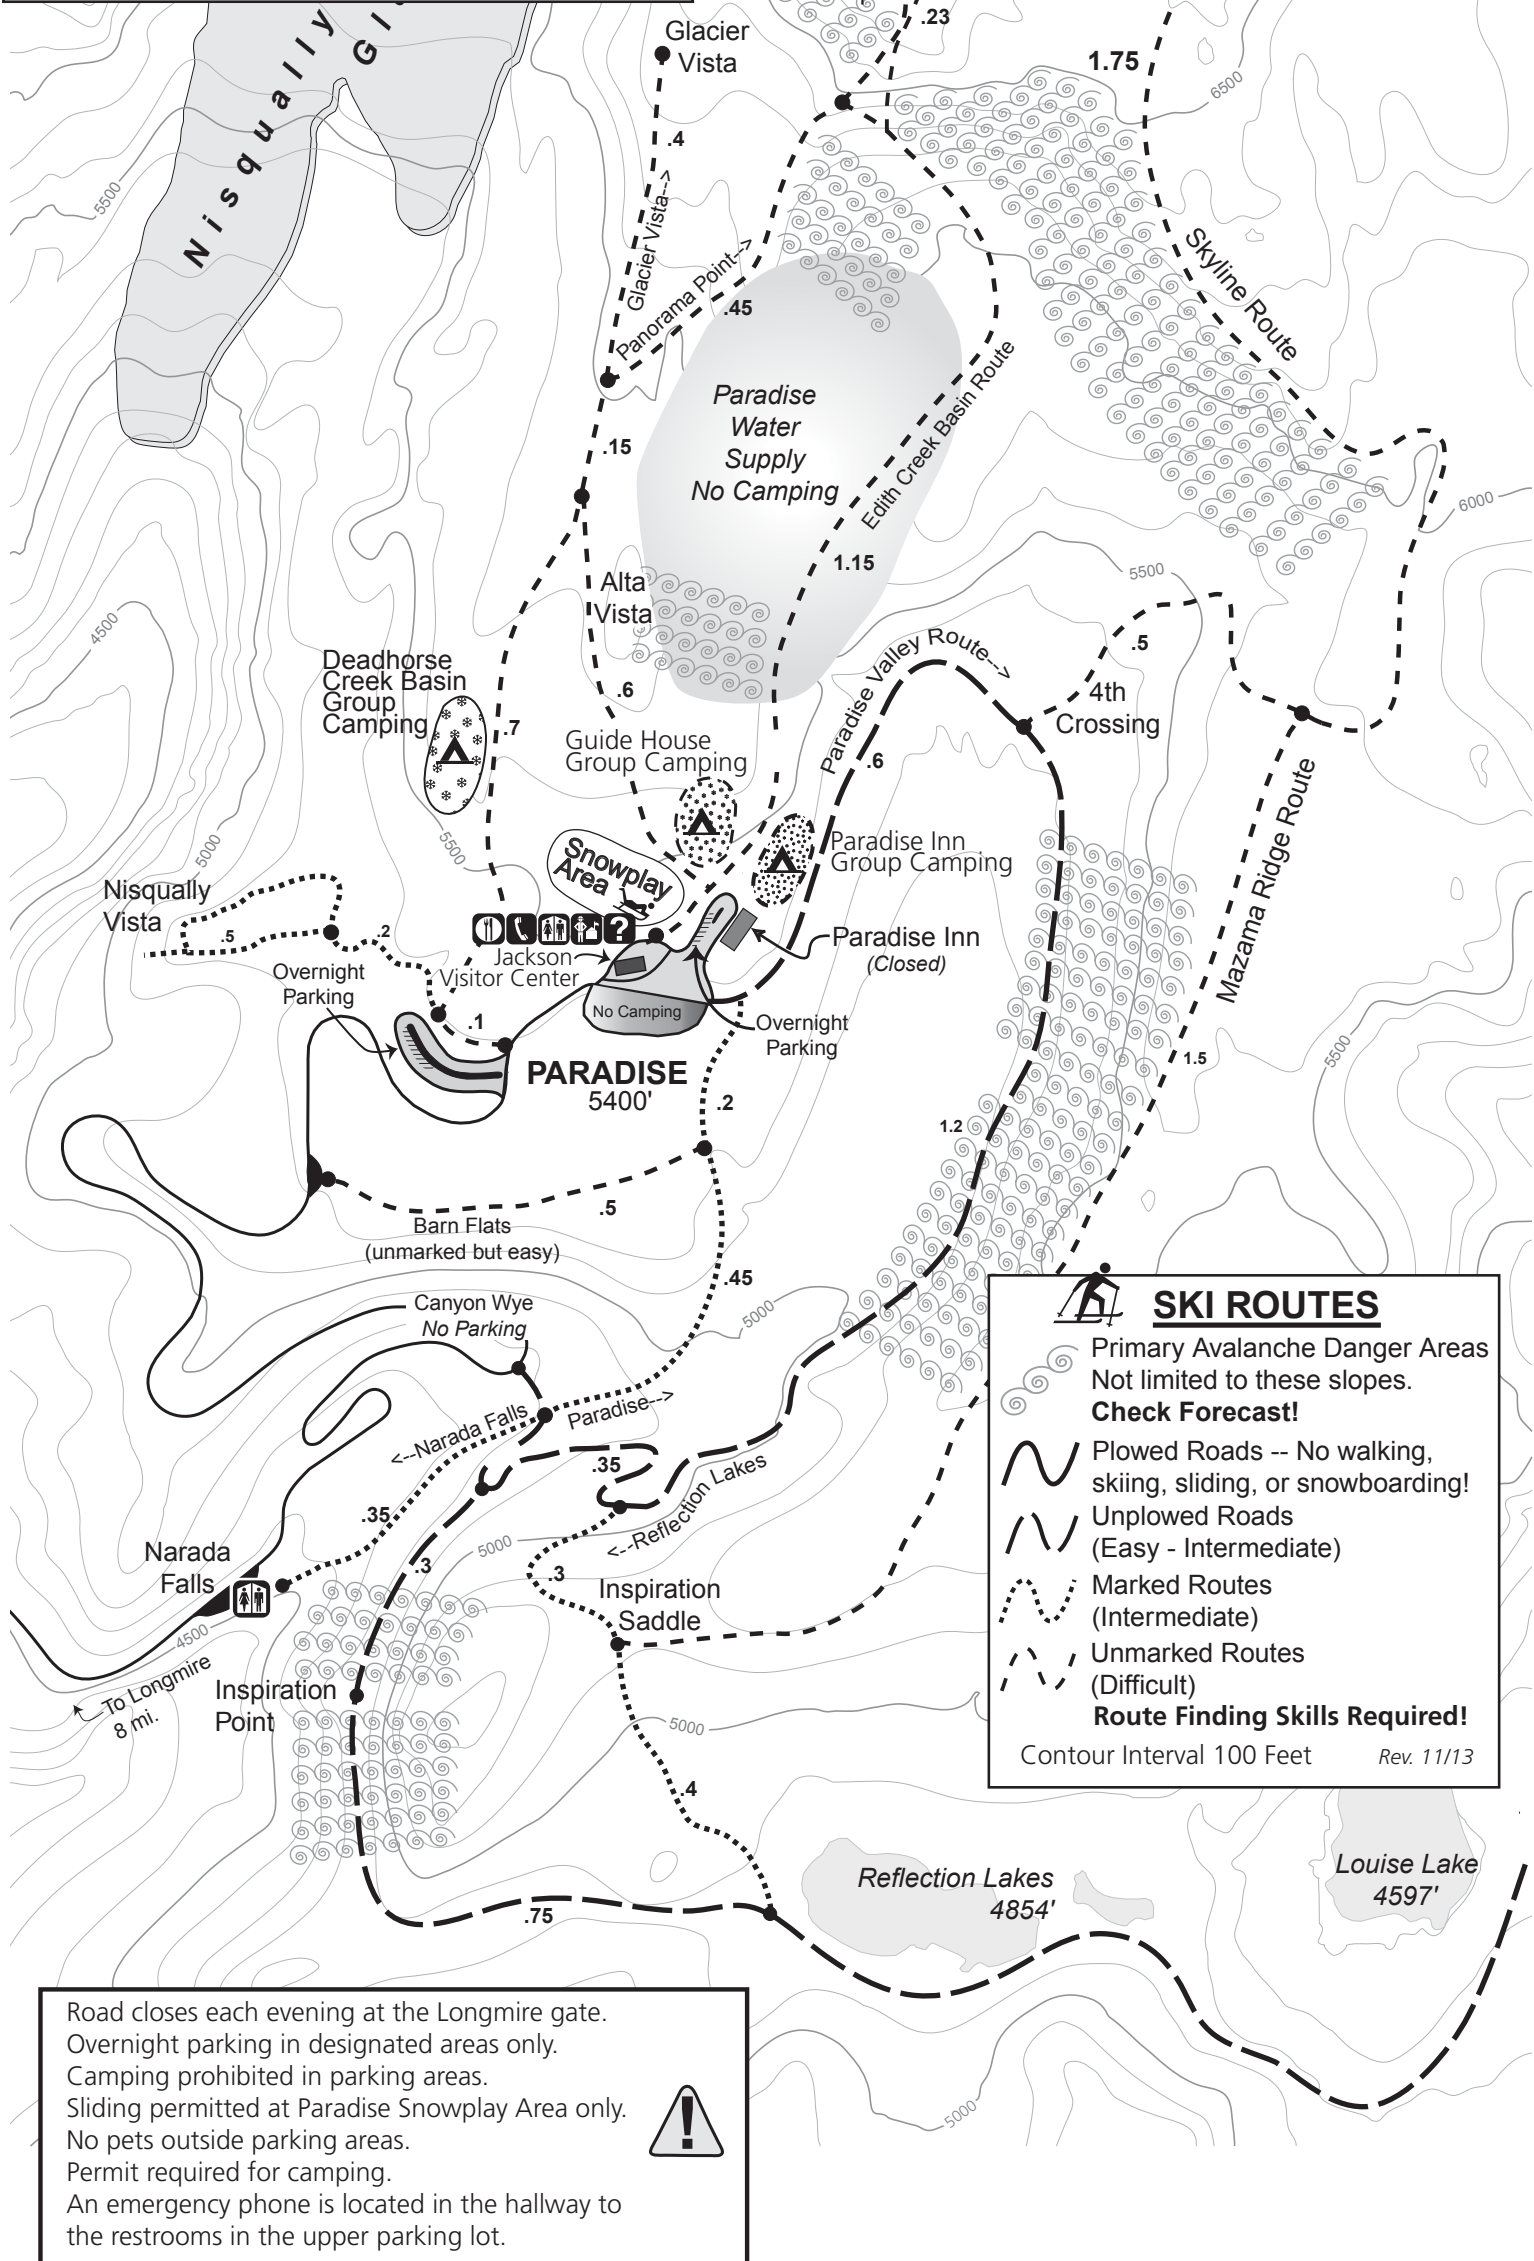 Nisqually
Gl
.23
Glacier
Vista
1.75
6500
.4
5500
Glacier Vista-->
Panorama Point-->
.45
Skyline Route
Paradise
Water
Supply
No Camping
.15
Edith Creek Basin Route
6000
1.15
5500
Alta
Vista
4500
.5
Paradise Valley Route-->
Deadhorse
Creek Basin
Group
Camping
.6
4th
Crossing
.7
Guide House
Group Camping
.6
Mazama Ridge Route
5000
5500
Snowplay
Area
Paradise Inn
Group Camping
Nisqually
Vista
.5
.2
?
Paradise Inn
(Closed)
Jackson
Visitor Center
Overnight
Parking
No Camping
.1
Overnight
Parking
5500
1.5
PARADISE
5400'
.2
1.2
.5
Barn Flats
(unmarked but easy)
.45
Canyon Wye
No Parking
5000
<--Narada Falls
Paradise-->
.35
<--Reflection Lakes
.35
5000
.3
Narada
Falls
.3
Inspiration
Saddle
4500
To Longmire
8 mi.
Inspiration
Point
5000
.4
SKI ROUTES
Primary Avalanche Danger Areas
Not limited to these slopes.
Check Forecast!
Plowed Roads -- No walking,
skiing, sliding, or snowboarding!
Unplowed Roads
(Easy - Intermediate)
Marked Routes
(Intermediate)
Unmarked Routes
(Difficult)
Route Finding Skills Required!
Contour Interval 100 Feet
Rev. 11/13
Reflection Lakes
4854'
Louise Lake
4597'
.75
5000
Road closes each evening at the Longmire gate.
Overnight parking in designated areas only.
Camping prohibited in parking areas.
Sliding permitted at Paradise Snowplay Area only.
No pets outside parking areas.
Permit required for camping.
An emergency phone is located in the hallway to
the restrooms in the upper parking lot.
!